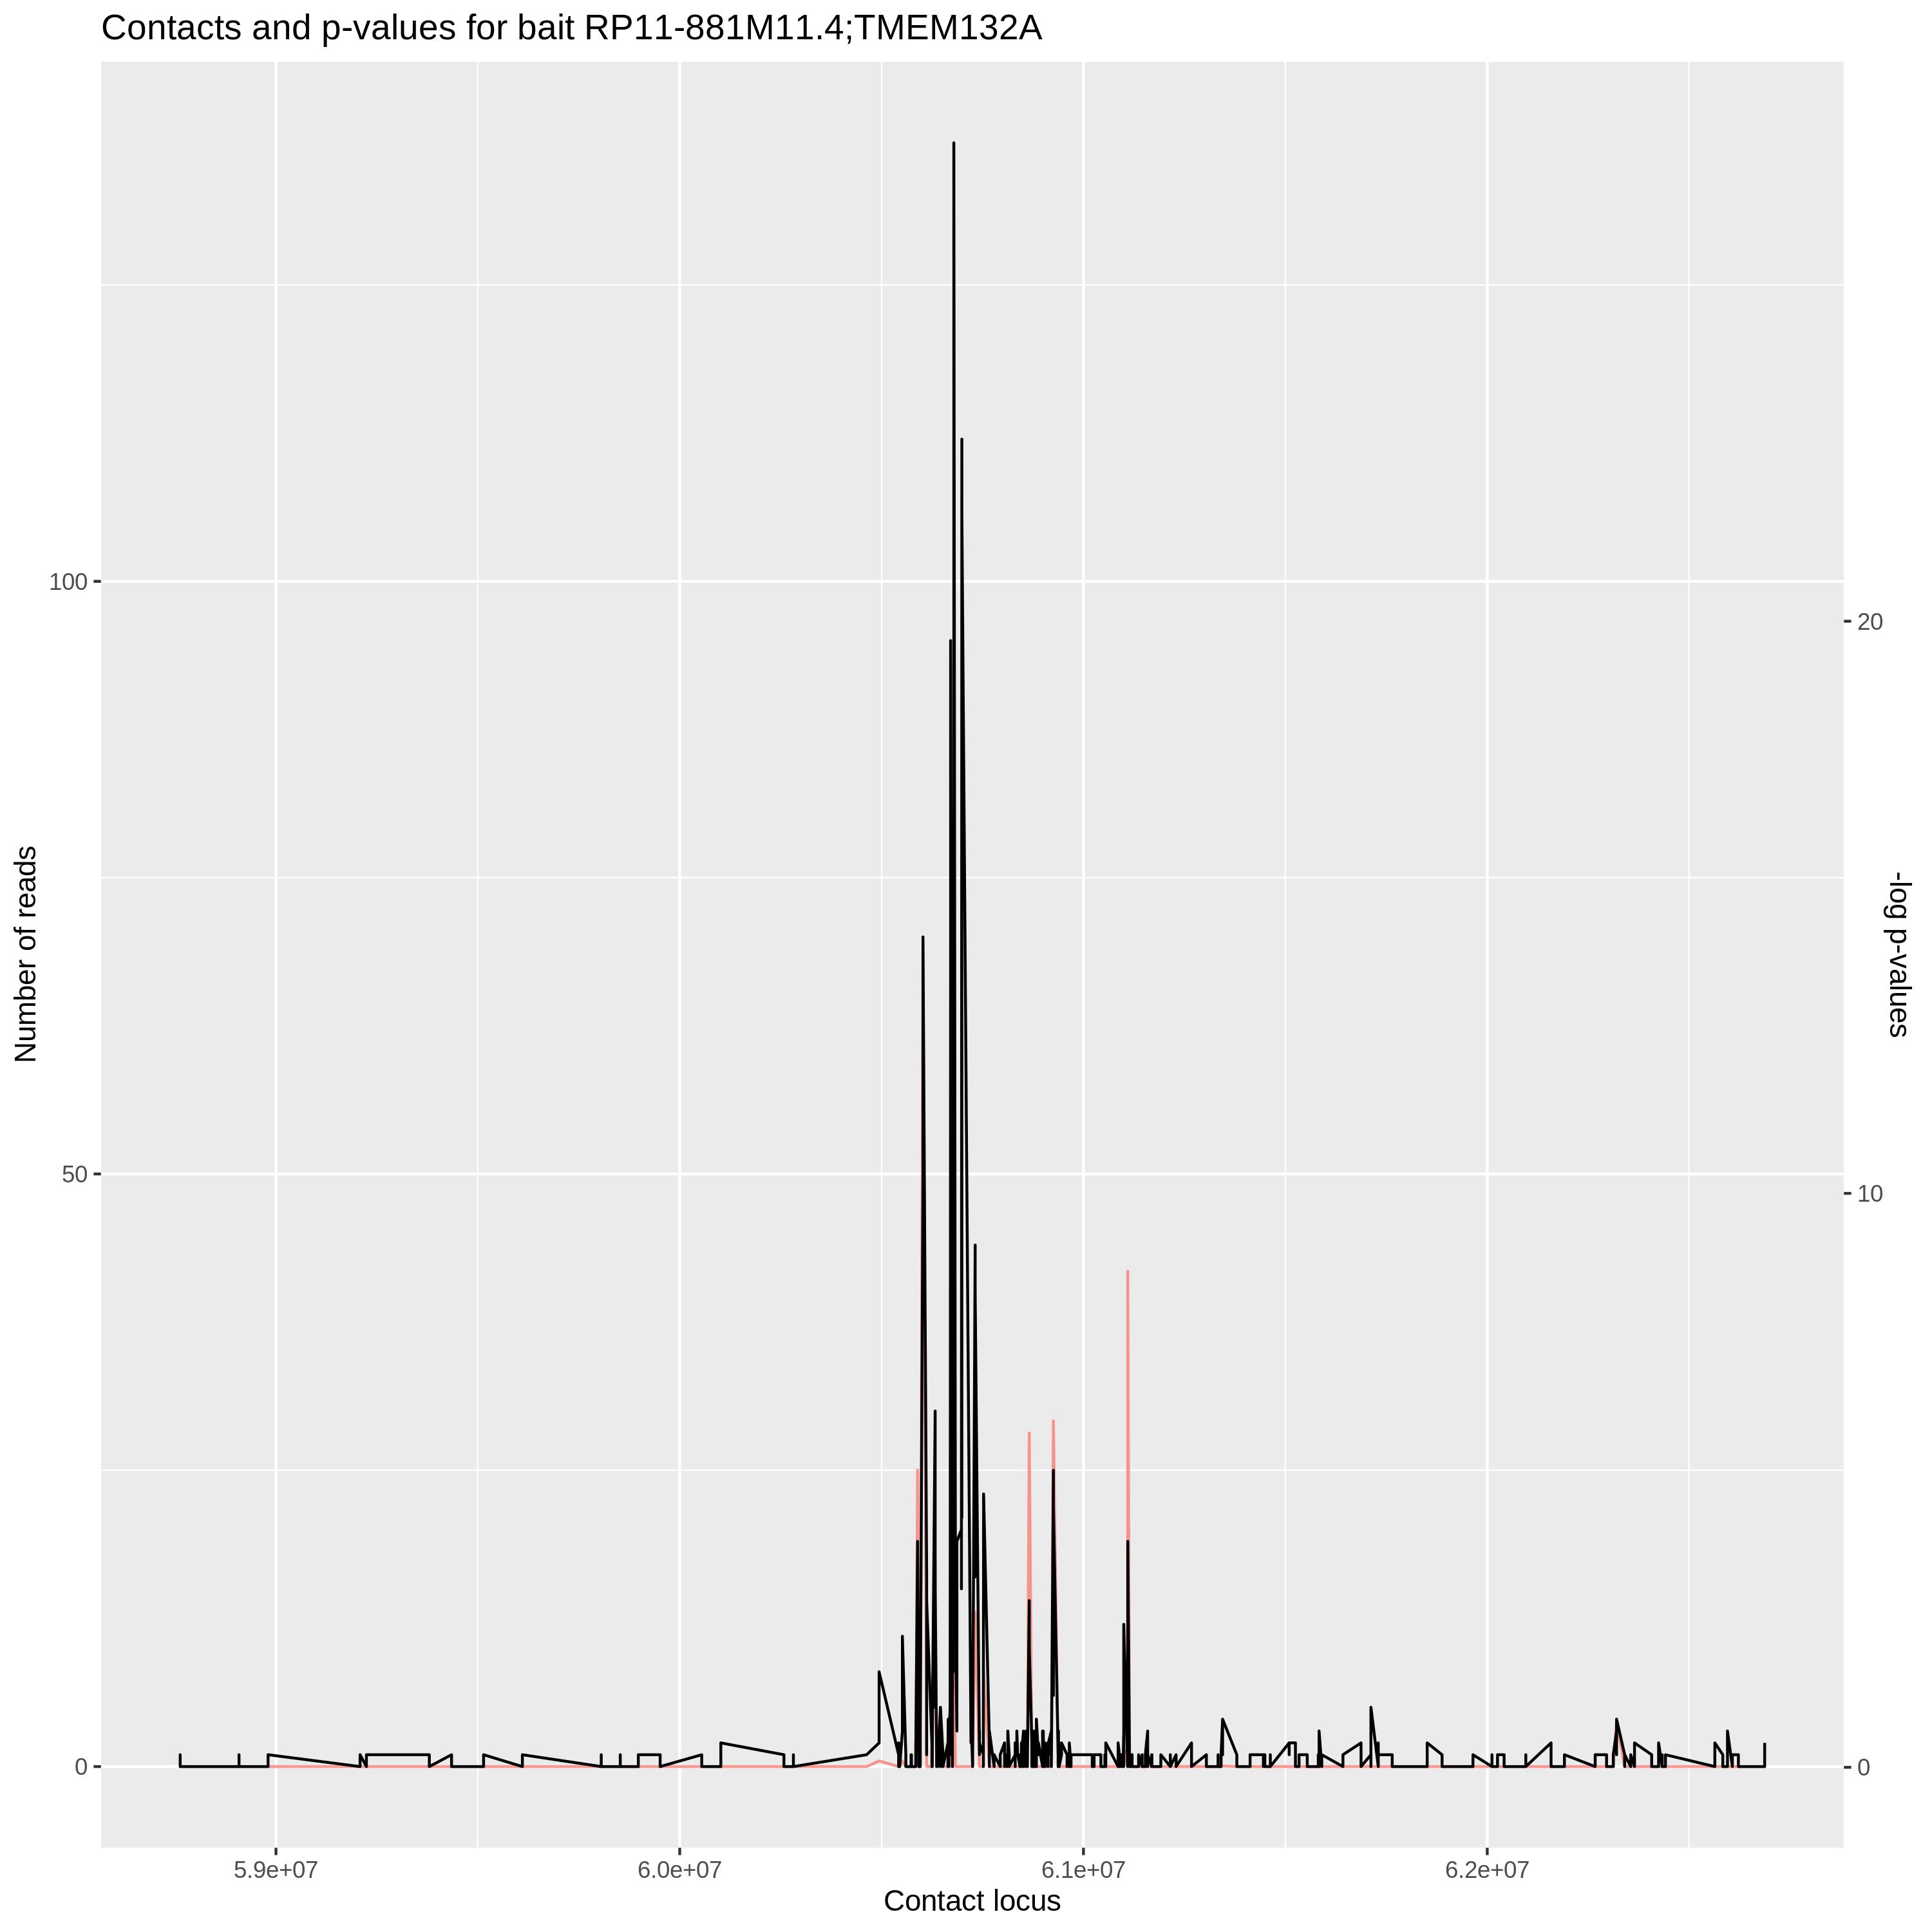 Contacts and p-values for bait RP11-881M11.4;TMEM132A
Number of reads
100
50
0
20
10
0
-log p-values
5.9e+07
6.0e+07
6.1e+07
6.2e+07
Contact locus